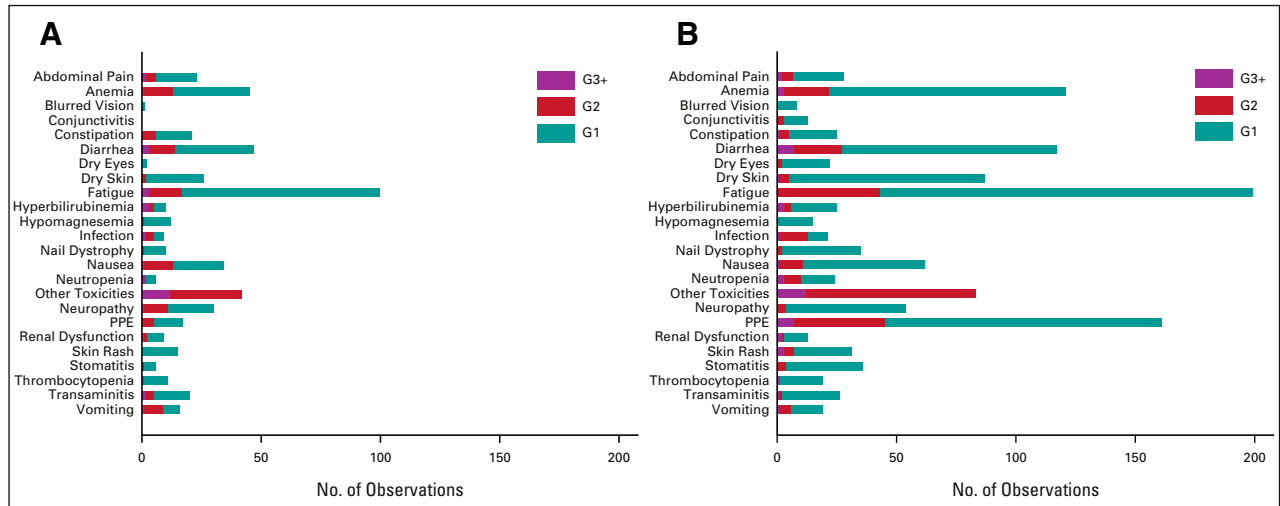 A
Abdominal Pain
Anemia
Blurred Vision
Conjunctivitis
Constipation
Diarrhea
Dry Eyes
Dry Skin
Fatigue
Hyperbilirubinemia
Hypomagnesemia
Infection
Nail Dystrophy
Nausea
Neutropenia
Other Toxicities
Neuropathy
PPE
Renal Dysfunction
Skin Rash
Stomatitis
Thrombocytopenia
Transaminitis
Vomiting
G3+
G2
G1
0 50 100 150 200
No. of Observations
B
Abdominal Pain
Anemia
Blurred Vision
Conjunctivitis
Constipation
Diarrhea
Dry Eyes
Dry Skin
Fatigue
Hyperbilirubinemia
Hypomagnesemia
Infection
Nail Dystrophy
Nausea
Neutropenia
Other Toxicities
Neuropathy
PPE
Renal Dysfunction
Skin Rash
Stomatitis
Thrombocytopenia
Transaminitis
Vomiting
G3+
G2
G1
0 50 100 150 200
No. of Observations